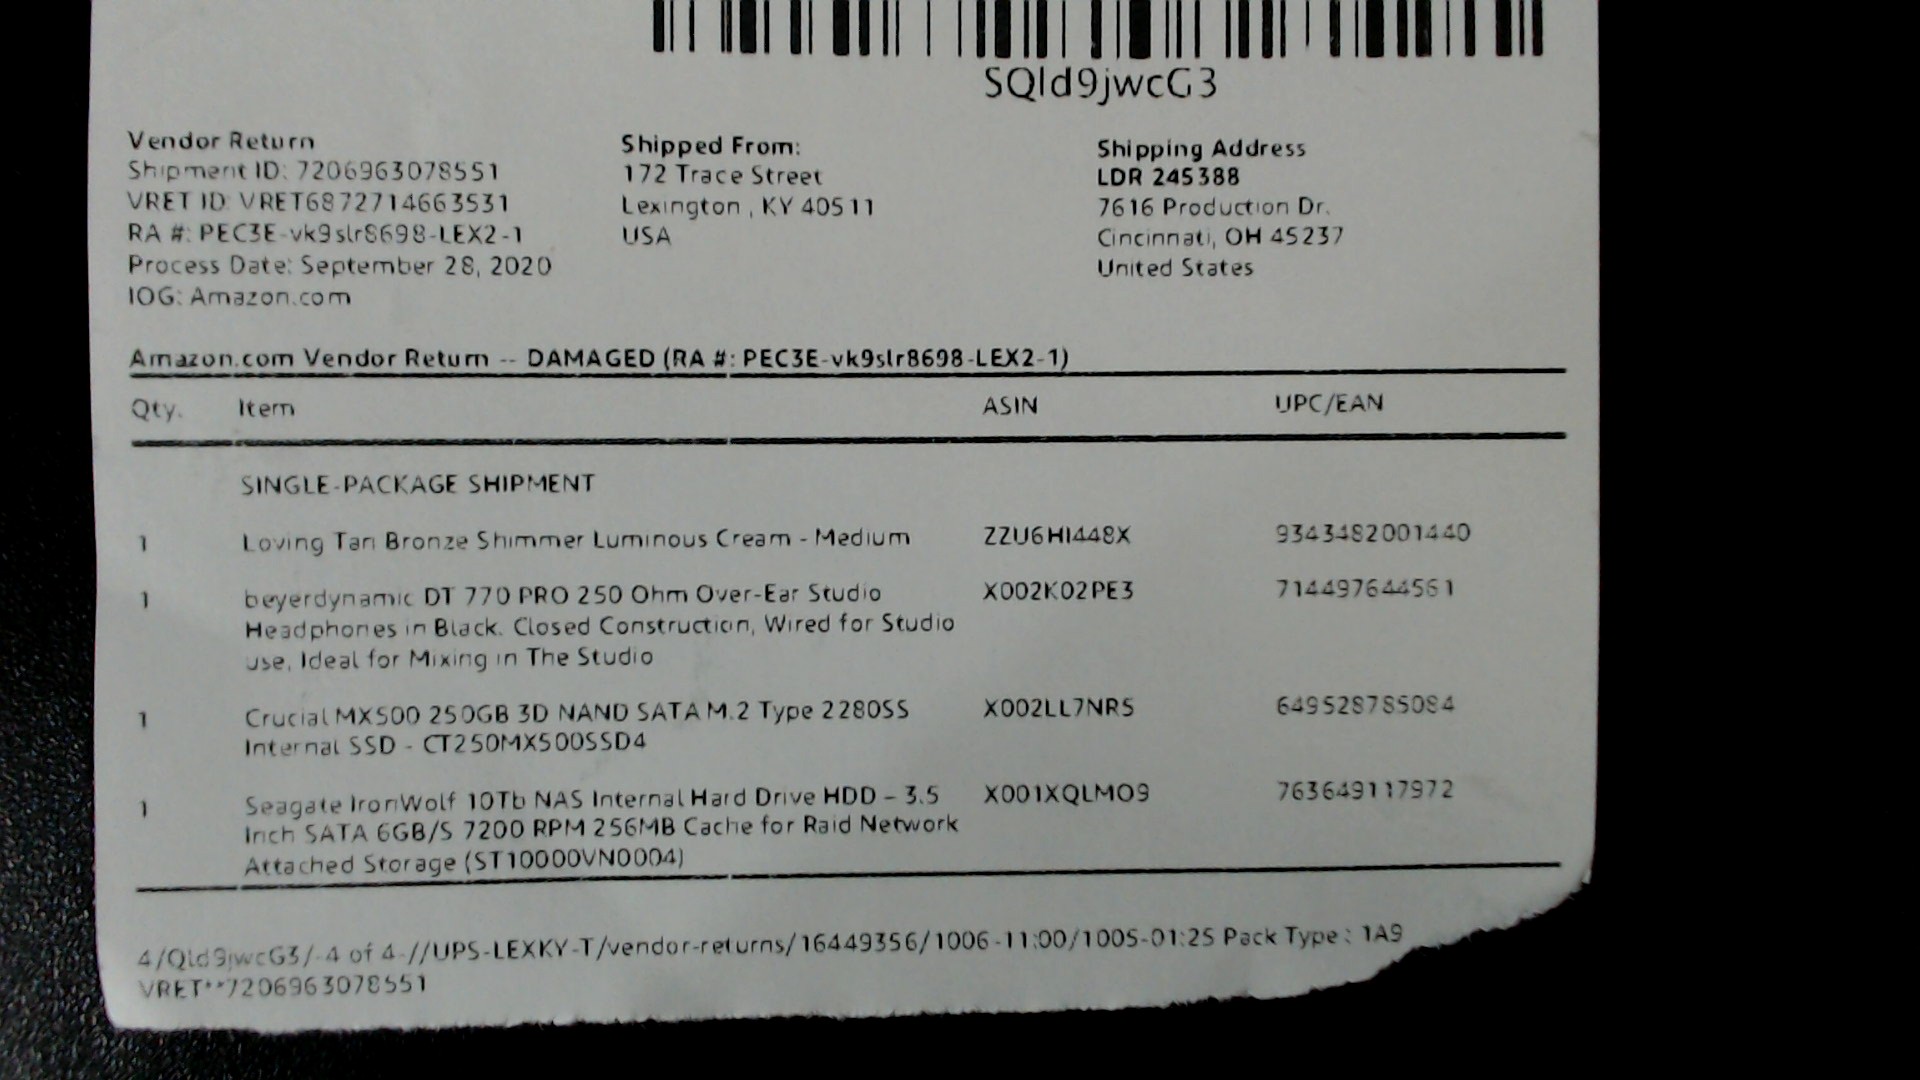 SQld9jwcG3
Vendor Return
Shipment ID: 7206963078551
VRET ID: VRET6872714663531
RA #: PEC3E-vk9slr8698-LEX2-1
Process Date: September 28, 2020
IOG: Amazon.com
Shipped From:
172 Trace Street
Lexington , KY 40511
USA
Shipping Address
LDR 245388
7616 Production Dr.
Cincinnati, OH 45237
United States
Amazon.com Vendor Return -- DAMAGED (RA #: PEC3E-vk9slr8698-LEX2-1)
Qty. Item ASIN UPC/EAN
SINGLE-PACKAGE SHIPMENT
1 Loving Tan Bronze Shimmer Luminous Cream - Medium ZZU6HI448X 9343482001440
1 beyerdynamic DT 770 PRO 250 Ohm Over-Ear Studio X002K02PE3 714497644561
Headphones in Black. Closed Construction, Wired for Studio
use, Ideal for Mixing in The Studio
1 Crucial MX500 250GB 3D NAND SATA M.2 Type 2280SS X002LL7NR5 649528785084
Internal SSD - CT250MX500SSD4
1 Seagate IronWolf 10Tb NAS Internal Hard Drive HDD – 3.5 X001XQLMO9 763649117972
Inch SATA 6GB/S 7200 RPM 256MB Cache for Raid Network
Attached Storage (ST10000VN0004)
4/Qld9jwcG3/-4 of 4-//UPS-LEXKY-T/vendor-returns/16449356/1006-11:00/1005-01:25 Pack Type : 1A9
VRET**7206963078551